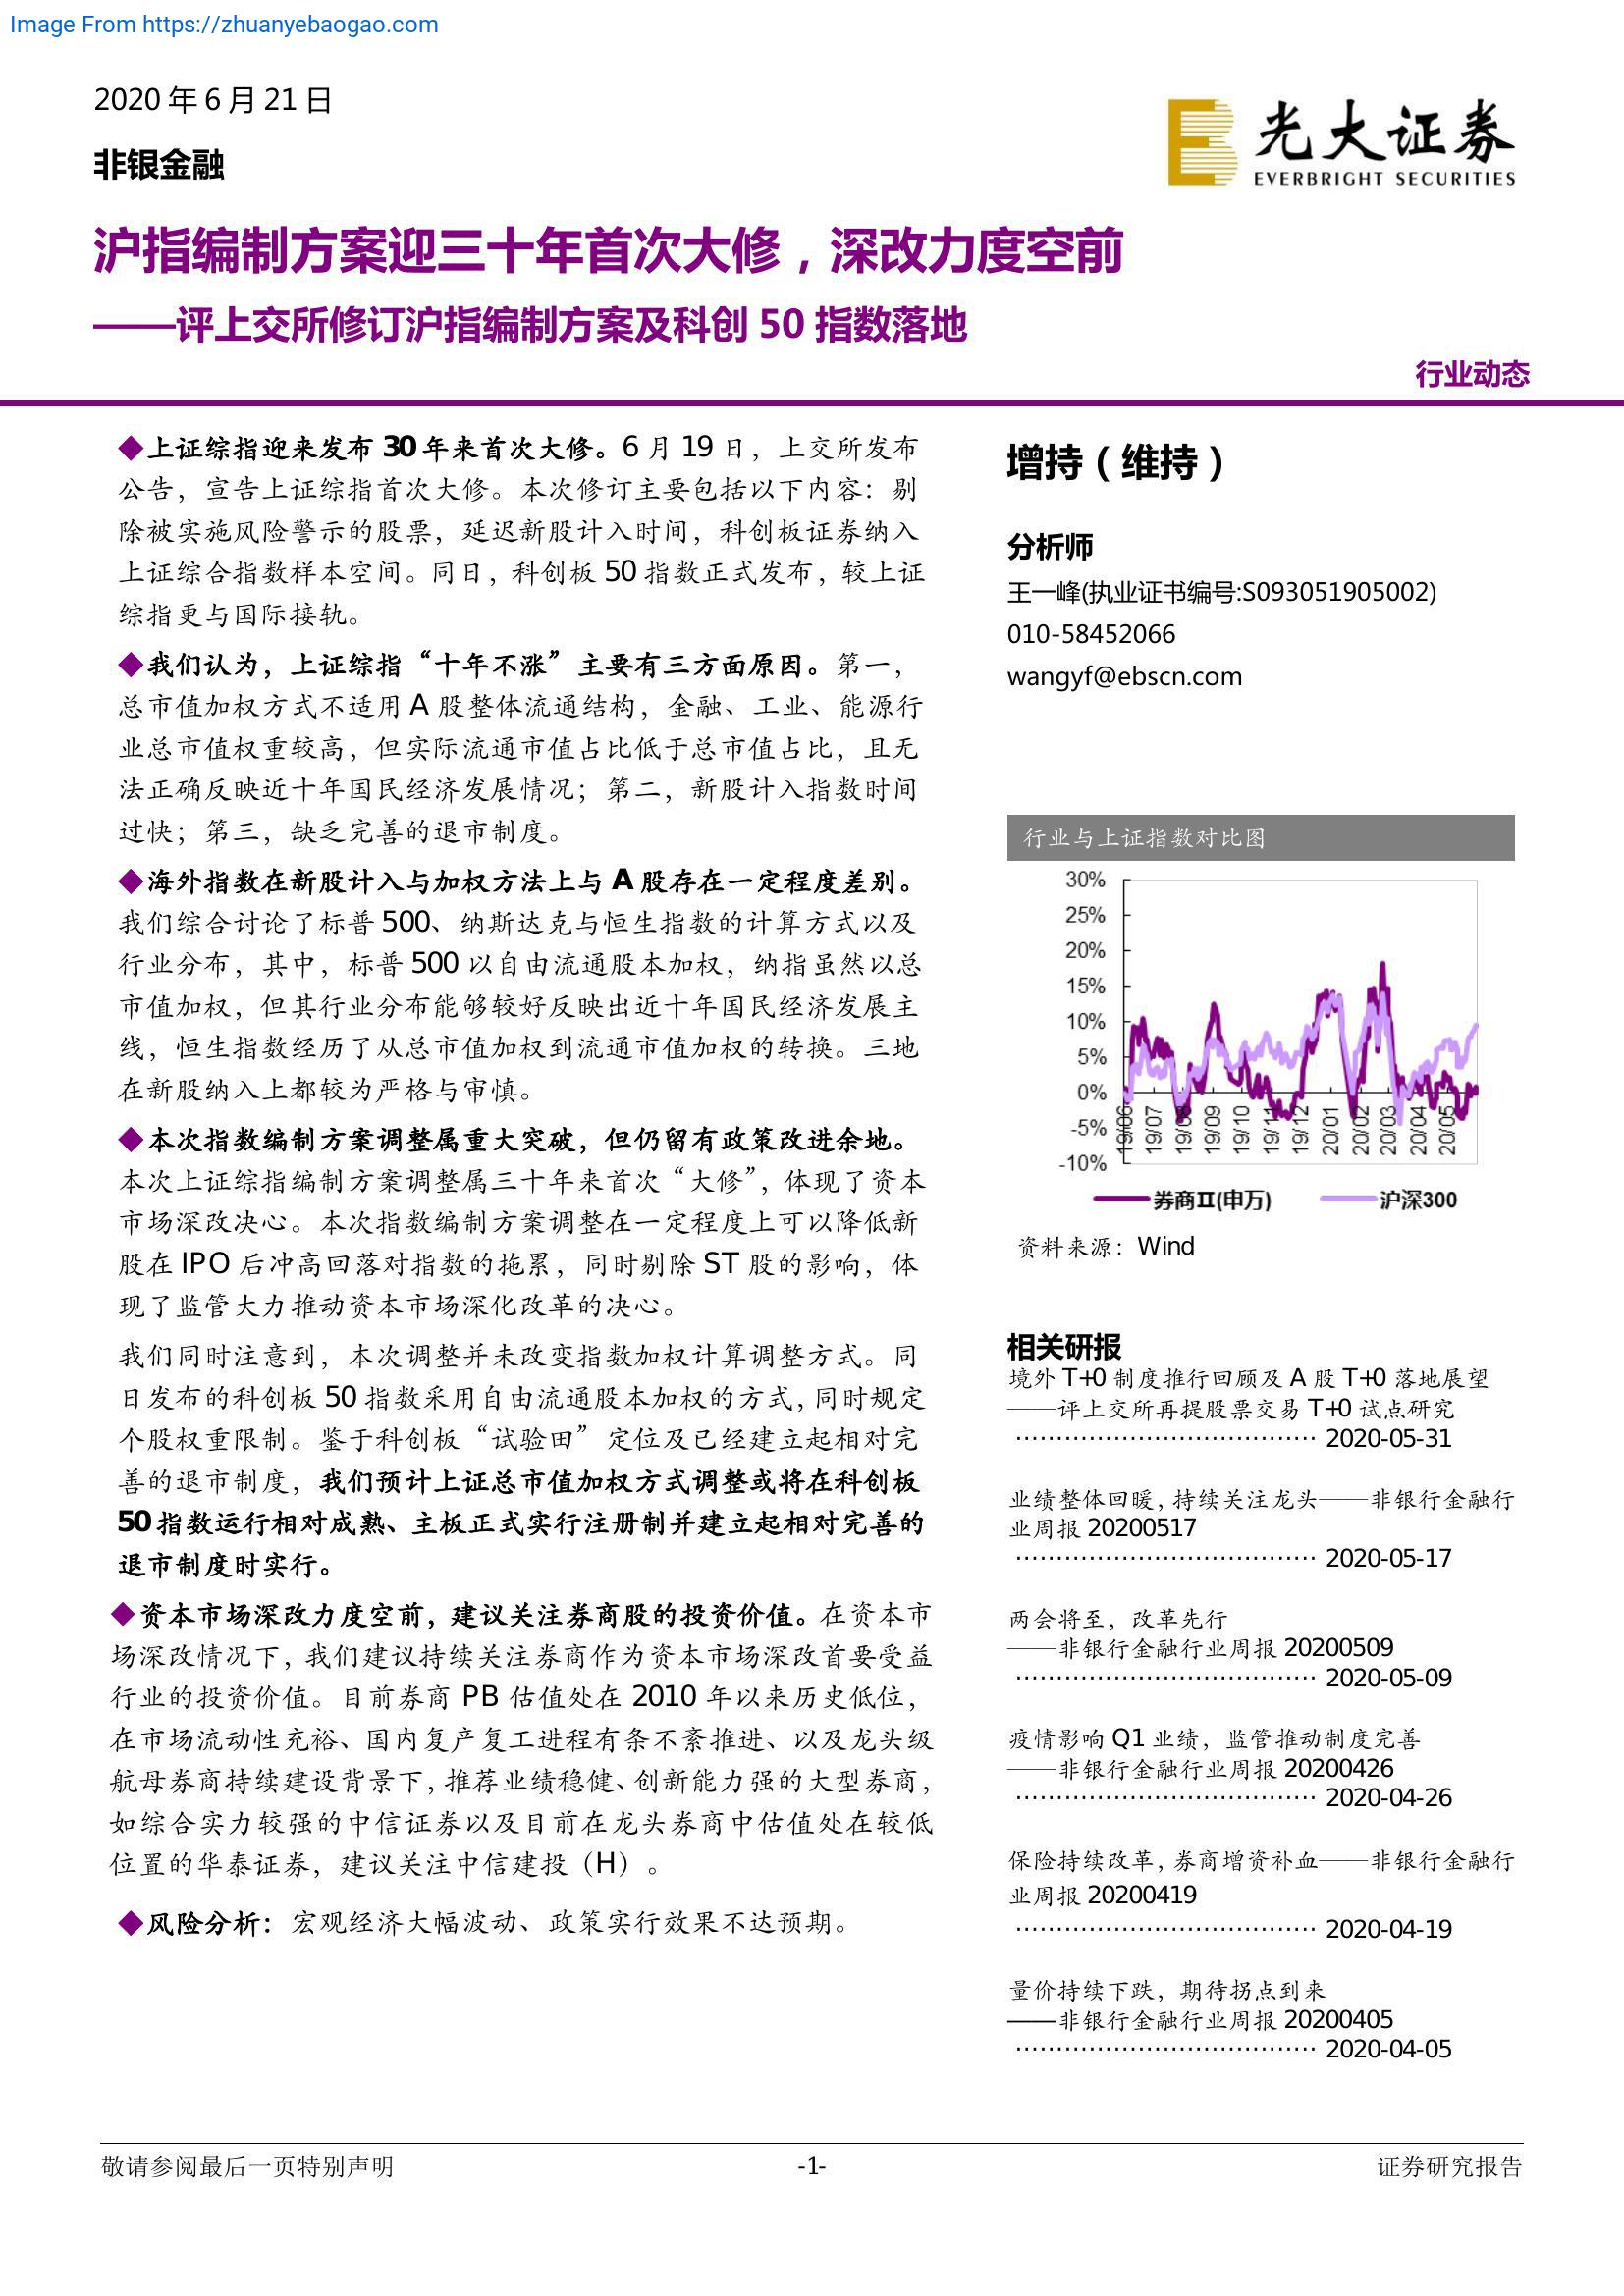 Image From https://zhuanyebaogao.com
2020 年 6 月 21 日
非银金融
光大证券
EVERBRIGHT SECURITIES
沪指编制方案迎三十年首次大修，深改力度空前
——评上交所修订沪指编制方案及科创 50 指数落地
行业动态
◆上证综指迎来发布 30 年来首次大修。6 月 19 日，上交所发布
公告，宣告上证综指首次大修。本次修订主要包括以下内容：剔
除被实施风险警示的股票，延迟新股计入时间，科创板证券纳入
上证综合指数样本空间。同日，科创板 50 指数正式发布，较上证
综指更与国际接轨。
◆我们认为，上证综指“十年不涨”主要有三方面原因。第一，
总市值加权方式不适用 A 股整体流通结构，金融、工业、能源行
业总市值权重较高，但实际流通市值占比低于总市值占比，且无
法正确反映近十年国民经济发展情况；第二，新股计入指数时间
过快；第三，缺乏完善的退市制度。
◆海外指数在新股计入与加权方法上与 A 股存在一定程度差别。
我们综合讨论了标普 500、纳斯达克与恒生指数的计算方式以及
行业分布，其中，标普 500 以自由流通股本加权，纳指虽然以总
市值加权，但其行业分布能够较好反映出近十年国民经济发展主
线，恒生指数经历了从总市值加权到流通市值加权的转换。三地
在新股纳入上都较为严格与审慎。
◆本次指数编制方案调整属重大突破，但仍留有政策改进余地。
本次上证综指编制方案调整属三十年来首次“大修”，体现了资本
市场深改决心。本次指数编制方案调整在一定程度上可以降低新
股在 IPO 后冲高回落对指数的拖累，同时剔除 ST 股的影响，体
现了监管大力推动资本市场深化改革的决心。
我们同时注意到，本次调整并未改变指数加权计算调整方式。同
日发布的科创板 50 指数采用自由流通股本加权的方式，同时规定
个股权重限制。鉴于科创板“试验田”定位及已经建立起相对完
善的退市制度，我们预计上证总市值加权方式调整或将在科创板
50 指数运行相对成熟、主板正式实行注册制并建立起相对完善的
退市制度时实行。
◆资本市场深改力度空前，建议关注券商股的投资价值。在资本市
场深改情况下，我们建议持续关注券商作为资本市场深改首要受益
行业的投资价值。目前券商 PB 估值处在 2010 年以来历史低位，
在市场流动性充裕、国内复产复工进程有条不紊推进、以及龙头级
航母券商持续建设背景下，推荐业绩稳健、创新能力强的大型券商，
如综合实力较强的中信证券以及目前在龙头券商中估值处在较低
位置的华泰证券，建议关注中信建投（H）。
◆风险分析：宏观经济大幅波动、政策实行效果不达预期。
增持（维持）
分析师
王一峰(执业证书编号:S093051905002)
010-58452066
wangyf@ebscn.com
行业与上证指数对比图
30%
25%
20%
15%
10%
5%
0%
-5%
-10%
19/06 19/07 19/08 19/09 19/10 19/11 19/12 20/01 20/02 20/03 20/04 20/05
券商Ⅱ(申万) 沪深300
资料来源：Wind
相关研报
境外 T+0 制度推行回顾及 A 股 T+0 落地展望
——评上交所再提股票交易 T+0 试点研究
····································· 2020-05-31
业绩整体回暖，持续关注龙头——非银行金融行
业周报 20200517
····································· 2020-05-17
两会将至，改革先行
——非银行金融行业周报 20200509
····································· 2020-05-09
疫情影响 Q1 业绩，监管推动制度完善
——非银行金融行业周报 20200426
····································· 2020-04-26
保险持续改革，券商增资补血——非银行金融行
业周报 20200419
····································· 2020-04-19
量价持续下跌，期待拐点到来
——非银行金融行业周报 20200405
····································· 2020-04-05
敬请参阅最后一页特别声明 -1- 证券研究报告